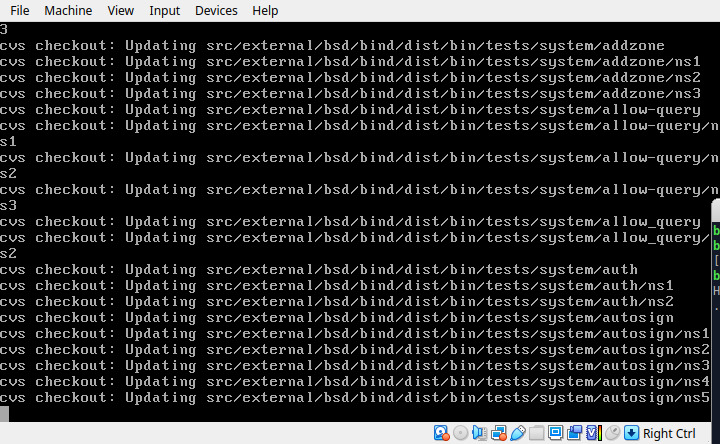 File Machine View Input Devices Help
3
cvs checkout: Updating src/external/bsd/bind/dist/bin/tests/system/addzone
cvs checkout: Updating src/external/bsd/bind/dist/bin/tests/system/addzone/ns1
cvs checkout: Updating src/external/bsd/bind/dist/bin/tests/system/addzone/ns2
cvs checkout: Updating src/external/bsd/bind/dist/bin/tests/system/addzone/ns3
cvs checkout: Updating src/external/bsd/bind/dist/bin/tests/system/allow-query
cvs checkout: Updating src/external/bsd/bind/dist/bin/tests/system/allow-query/n
s1
cvs checkout: Updating src/external/bsd/bind/dist/bin/tests/system/allow-query/n
s2
cvs checkout: Updating src/external/bsd/bind/dist/bin/tests/system/allow-query/n
s3
cvs checkout: Updating src/external/bsd/bind/dist/bin/tests/system/allow_query
cvs checkout: Updating src/external/bsd/bind/dist/bin/tests/system/allow_query/
s2
cvs checkout: Updating src/external/bsd/bind/dist/bin/tests/system/auth
cvs checkout: Updating src/external/bsd/bind/dist/bin/tests/system/auth/ns1
cvs checkout: Updating src/external/bsd/bind/dist/bin/tests/system/auth/ns2
cvs checkout: Updating src/external/bsd/bind/dist/bin/tests/system/autosign
cvs checkout: Updating src/external/bsd/bind/dist/bin/tests/system/autosign/ns1
cvs checkout: Updating src/external/bsd/bind/dist/bin/tests/system/autosign/ns2
cvs checkout: Updating src/external/bsd/bind/dist/bin/tests/system/autosign/ns3
cvs checkout: Updating src/external/bsd/bind/dist/bin/tests/system/autosign/ns4
cvs checkout: Updating src/external/bsd/bind/dist/bin/tests/system/autosign/ns5
Right Ctrl